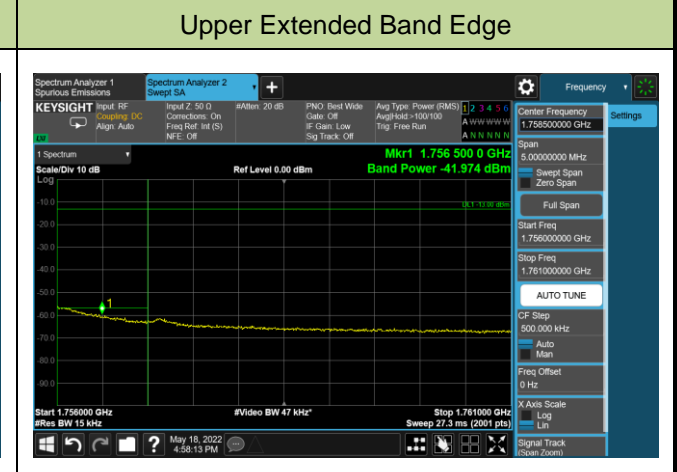 Upper Extended Band Edge
Spectrum Analyzer 1
Spurious Emissions
Spectrum Analyzer 2
Swept SA
Frequency
KEYSIGHT
Input: RF
Coupling: DC
Align: Auto
Input Z: 50 Ω
Corrections: On
Freq Ref: Int (S)
NFE: Off
#Atten: 20 dB
PNO: Best Wide
Gate: Off
IF Gain: Low
Sig Track: Off
Avg Type: Power (RMS)
Avg|Hold:>100/100
Trig: Free Run
1 2 3 4 5 6
A W W W W W
A N N N N N
1 Spectrum
Scale/Div 10 dB
Log
Ref Level 0.00 dBm
Mkr1 1.756 500 0 GHz
Band Power -41.974 dBm
DL1 -13.00 dBm
-10.0
-20.0
-30.0
-40.0
-50.0
-60.0
-70.0
-80.0
-90.0
1
Start 1.756000 GHz
#Res BW 15 kHz
#Video BW 47 kHz*
Stop 1.761000 GHz
Sweep 27.3 ms (2001 pts)
May 18, 2022
4:58:13 PM
Center Frequency
1.758500000 GHz
Settings
Span
5.00000000 MHz
Swept Span
Zero Span
Full Span
Start Freq
1.756000000 GHz
Stop Freq
1.761000000 GHz
AUTO TUNE
CF Step
500.000 kHz
Auto
Man
Freq Offset
0 Hz
X Axis Scale
Log
Lin
Signal Track
(Span Zoom)